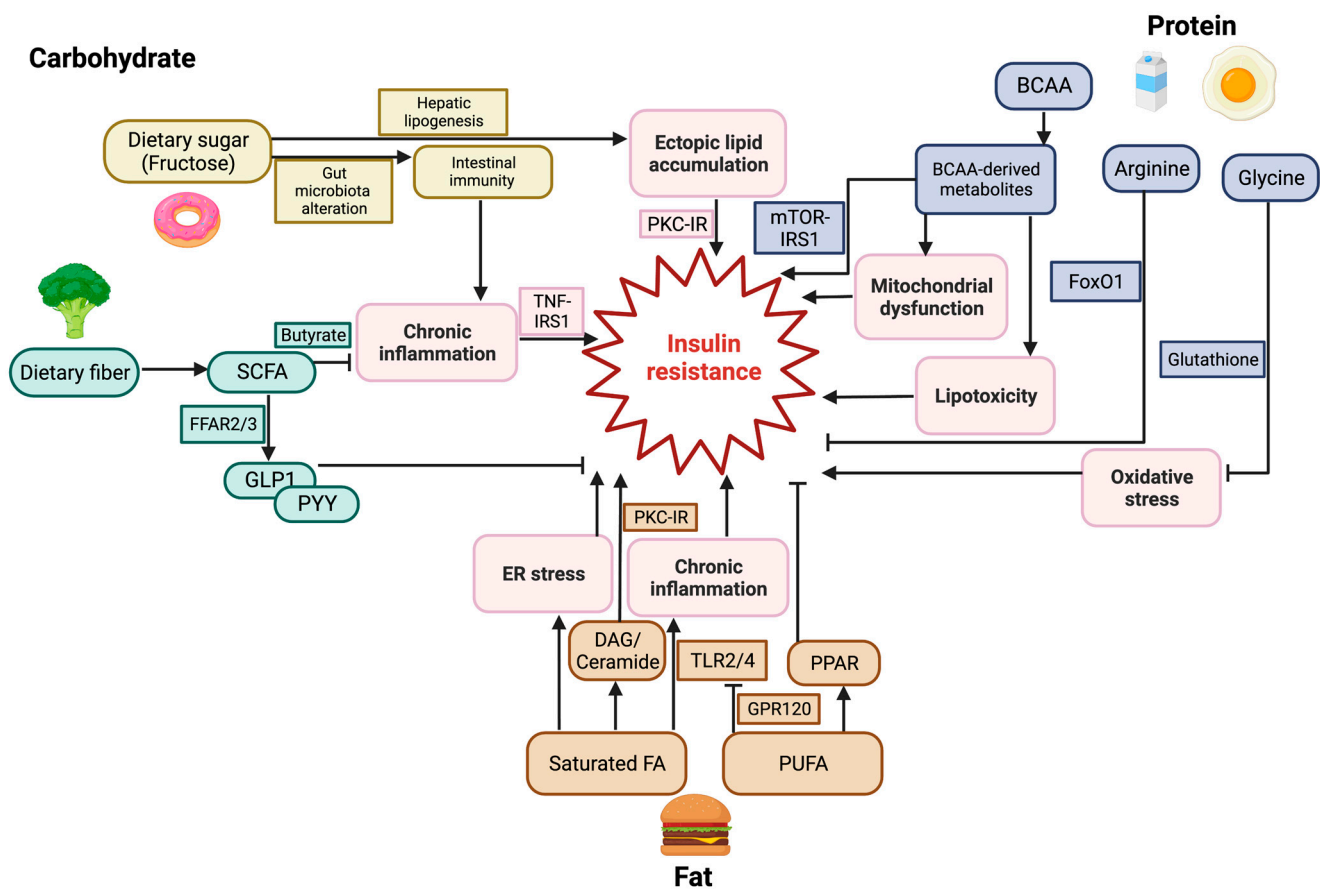 Protein
Carbohydrate
BCAA
Hepatic
lipogenesis
Dietary sugar
(Fructose)
Ectopic lipid
accumulation
Intestinal
immunity
Gut
microbiota
alteration
BCAA-derived
metabolites
Arginine
Glycine
PKC-IR
mTOR-
IRS1
Mitochondrial
dysfunction
FoxO1
TNF-
IRS1
Butyrate
Chronic
inflammation
Insulin
resistance
Glutathione
Dietary fiber
SCFA
Lipotoxicity
FFAR2/3
GLP1
PYY
Oxidative
stress
PKC-IR
ER stress
Chronic
inflammation
DAG/
Ceramide
TLR2/4
PPAR
GPR120
Saturated FA
PUFA
Fat